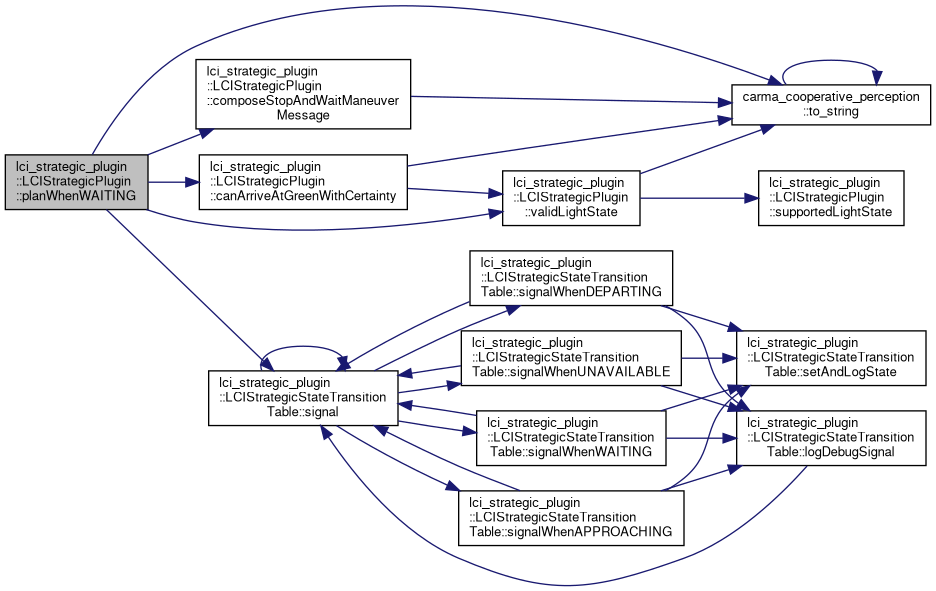 lci_strategic_plugin
::LCIStrategicPlugin
::planWhenWAITING
lci_strategic_plugin
::LCIStrategicPlugin
::composeStopAndWaitManeuver
Message
lci_strategic_plugin
::LCIStrategicPlugin
::canArriveAtGreenWithCertainty
carma_cooperative_perception
::to_string
lci_strategic_plugin
::LCIStrategicPlugin
::validLightState
lci_strategic_plugin
::LCIStrategicPlugin
::supportedLightState
lci_strategic_plugin
::LCIStrategicStateTransition
Table::signal
lci_strategic_plugin
::LCIStrategicStateTransition
Table::signalWhenDEPARTING
lci_strategic_plugin
::LCIStrategicStateTransition
Table::signalWhenUNAVAILABLE
lci_strategic_plugin
::LCIStrategicStateTransition
Table::signalWhenWAITING
lci_strategic_plugin
::LCIStrategicStateTransition
Table::signalWhenAPPROACHING
lci_strategic_plugin
::LCIStrategicStateTransition
Table::setAndLogState
lci_strategic_plugin
::LCIStrategicStateTransition
Table::logDebugSignal